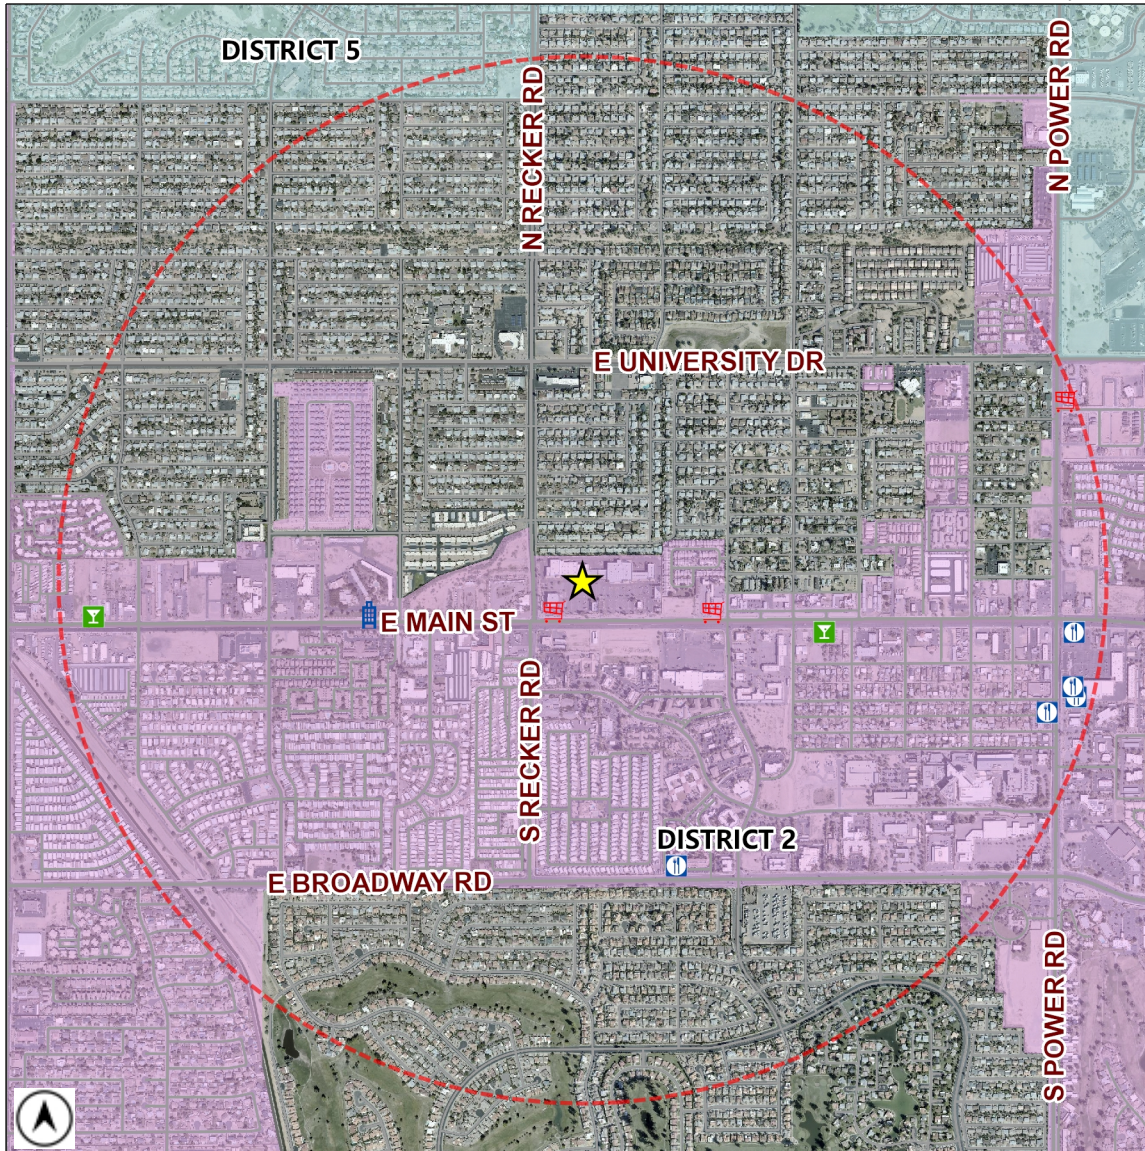 DISTRICT 5
N RECKER RD
N POWER RD
E UNIVERSITY DR
E MAIN ST
S RECKER RD
DISTRICT 2
E BROADWAY RD
S POWER RD